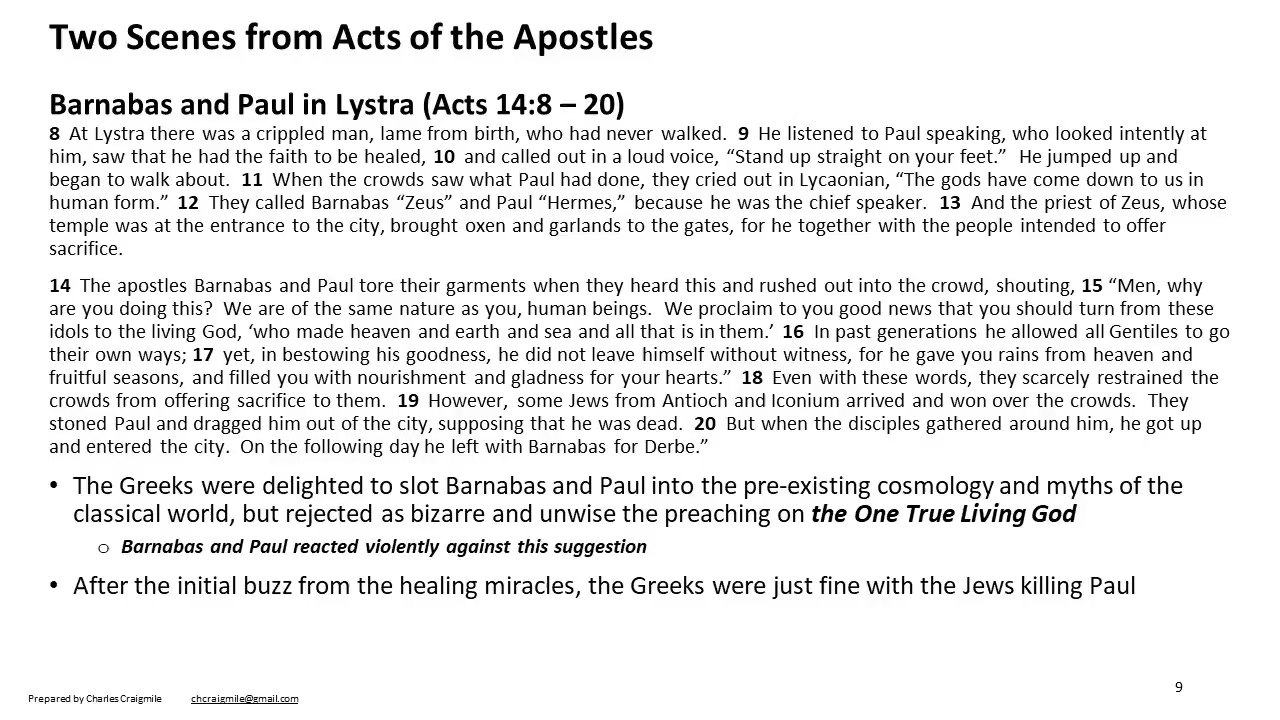 Two Scenes from Acts of the Apostles
Barnabas and Paul in Lystra (Acts 14:8 – 20)
8 At Lystra there was a crippled man, lame from birth, who had never walked. 9 He listened to Paul speaking, who looked intently at
him, saw that he had the faith to be healed, 10 and called out in a loud voice, “Stand up straight on your feet.” He jumped up and
began to walk about. 11 When the crowds saw what Paul had done, they cried out in Lycaonian, “The gods have come down to us in
human form.” 12 They called Barnabas “Zeus” and Paul “Hermes,” because he was the chief speaker. 13 And the priest of Zeus, whose
temple was at the entrance to the city, brought oxen and garlands to the gates, for he together with the people intended to offer
sacrifice.
14 The apostles Barnabas and Paul tore their garments when they heard this and rushed out into the crowd, shouting, 15 “Men, why
are you doing this? We are of the same nature as you, human beings. We proclaim to you good news that you should turn from these
idols to the living God, ‘who made heaven and earth and sea and all that is in them.’ 16 In past generations he allowed all Gentiles to go
their own ways; 17 yet, in bestowing his goodness, he did not leave himself without witness, for he gave you rains from heaven and
fruitful seasons, and filled you with nourishment and gladness for your hearts.” 18 Even with these words, they scarcely restrained the
crowds from offering sacrifice to them. 19 However, some Jews from Antioch and Iconium arrived and won over the crowds. They
stoned Paul and dragged him out of the city, supposing that he was dead. 20 But when the disciples gathered around him, he got up
and entered the city. On the following day he left with Barnabas for Derbe.”
• The Greeks were delighted to slot Barnabas and Paul into the pre-existing cosmology and myths of the
classical world, but rejected as bizarre and unwise the preaching on the One True Living God
o Barnabas and Paul reacted violently against this suggestion
• After the initial buzz from the healing miracles, the Greeks were just fine with the Jews killing Paul
Prepared by Charles Craigmile chcraigmile@gmail.com
9